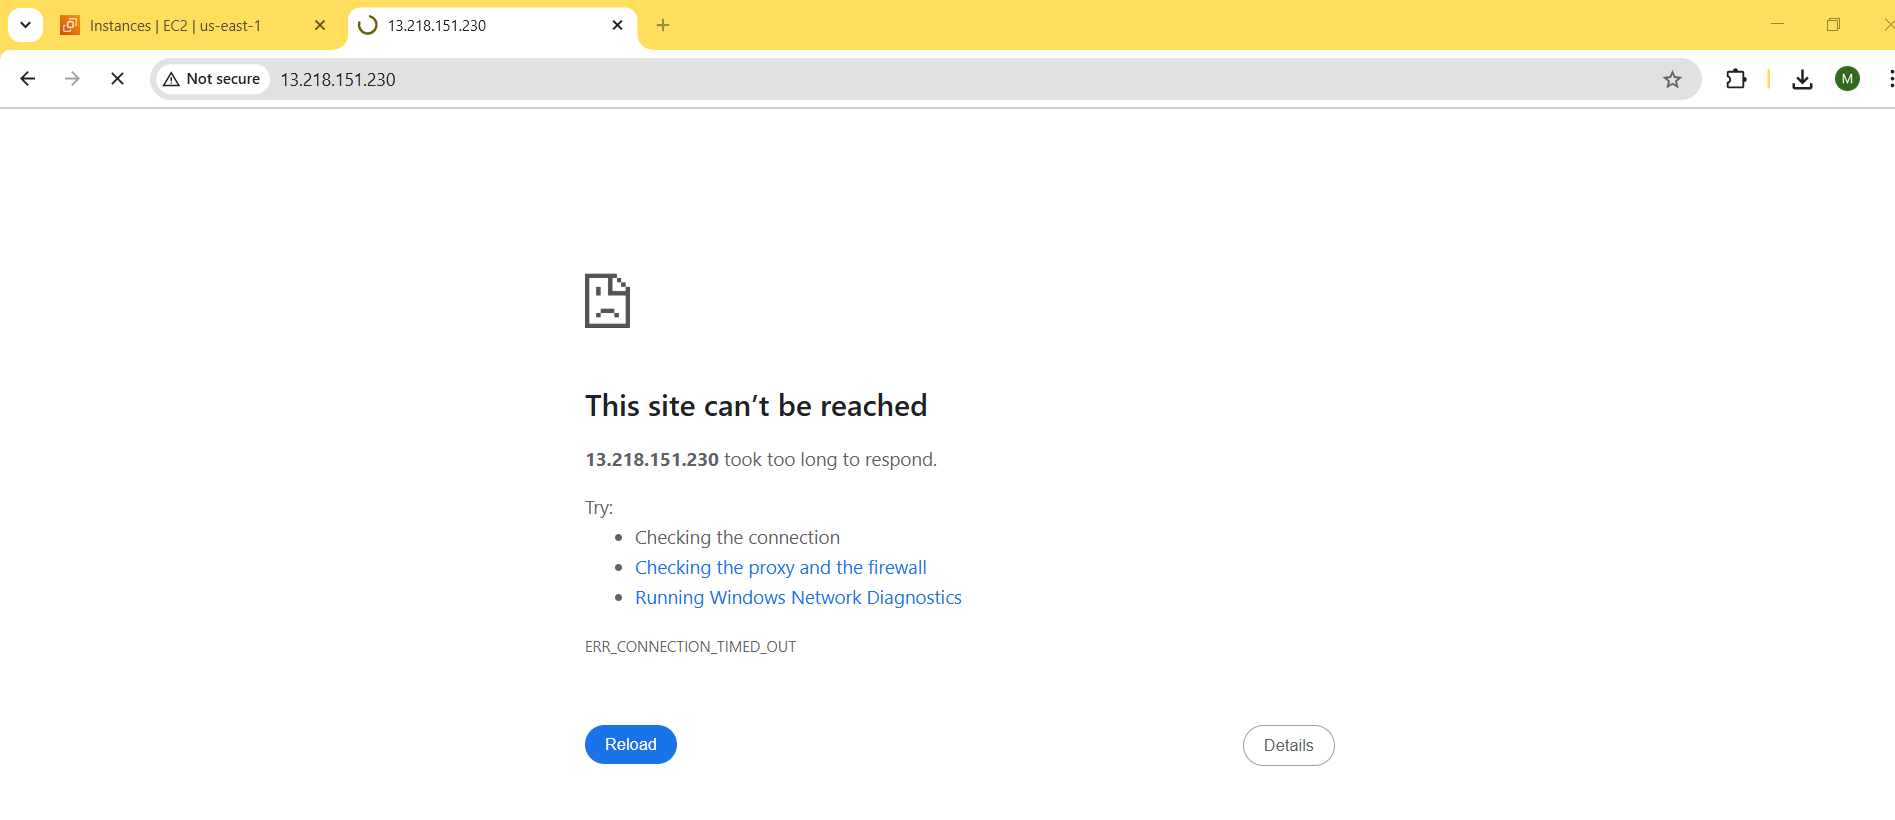 Instances | EC2 | us-east-1
13.218.151.230
Not secure
13.218.151.230
M
This site can’t be reached
13.218.151.230 took too long to respond.
Try:
Checking the connection
Checking the proxy and the firewall
Running Windows Network Diagnostics
ERR_CONNECTION_TIMED_OUT
Reload
Details